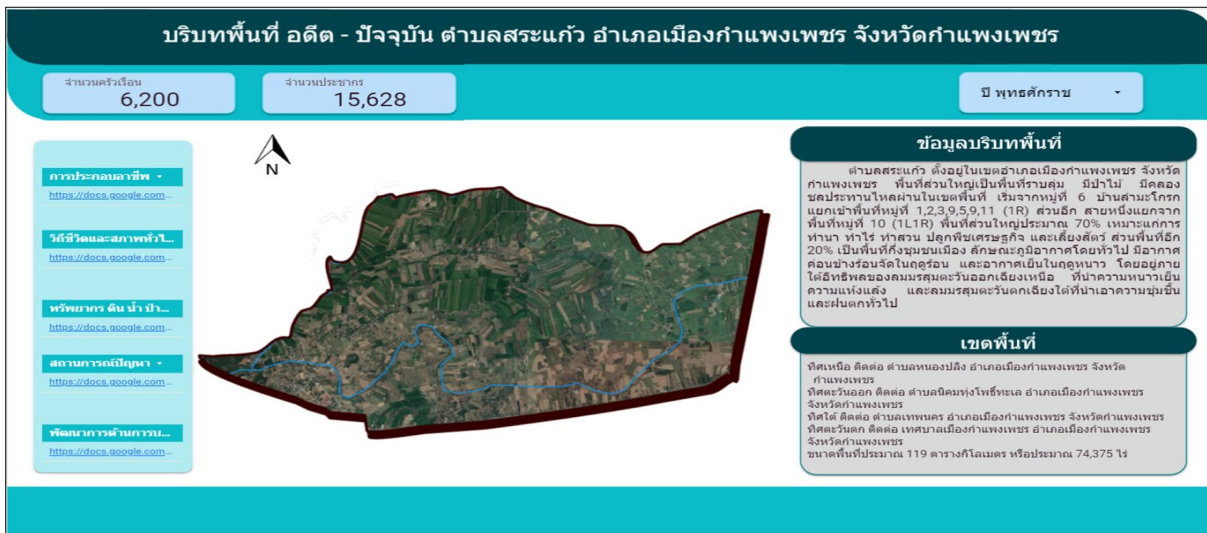 บริบทพื้นที่ อดีต - ปัจจุบัน ตำบลสระแก้ว อำเภอเมืองกำแพงเพชร จังหวัดกำแพงเพชร
จำนวนครัวเรือน
6,200
จำนวนประชากร
15,628
ปี พุทธศักราช
การประกอบอาชีพ
https://docs.google.com...
วิถีชีวิตและสภาพทั่วไ...
https://docs.google.com...
ทรัพยากร ดิน น้ำ ป่า...
https://docs.google.com...
สถานการณ์ปัญหา
https://docs.google.com...
พัฒนาการด้านการบ...
https://docs.google.com...
N
ข้อมูลบริบทพื้นที่
ตำบลสระแก้ว ตั้งอยู่ในเขตอำเภอเมืองกำแพงเพชร จังหวัด
กำแพงเพชร พื้นที่ส่วนใหญ่เป็นพื้นที่ราบลุ่ม มีป่าไม้ มีคลอง
ชลประทานไหลผ่านในเขตพื้นที่ เริ่มจากหมู่ที่ 6 บ้านลามะโกรก
แยกเข้าพื้นที่หมู่ที่ 1,2,3,9,5,9,11 (1R) ส่วนอีก สายหนึ่งแยกจาก
พื้นที่หมู่ที่ 10 (1L1R) พื้นที่ส่วนใหญ่ประมาณ 70% เหมาะแก่การ
ทำนา ทำไร่ ทำสวน ปลูกพืชเศรษฐกิจ และเลี้ยงสัตว์ ส่วนพื้นที่อีก
20% เป็นพื้นที่กึ่งชุมชนเมือง ลักษณะภูมิอากาศโดยทั่วไป มีอากาศ
ค่อนข้างร้อนจัดในฤดูร้อน และอากาศเย็นในฤดูหนาว โดยอยู่ภาย
ใต้อิทธิพลของลมมรสุมตะวันออกเฉียงเหนือ ที่นำความหนาวเย็น
ความแห้งแล้ง และลมมรสุมตะวันตกเฉียงใต้ที่นำเอาความชุ่มชื้น
และฝนตกทั่วไป
เขตพื้นที่
ทิศเหนือ ติดต่อ ตำบลหนองปลิง อำเภอเมืองกำแพงเพชร จังหวัด
กำแพงเพชร
ทิศตะวันออก ติดต่อ ตำบลนิคมทุ่งโพธิ์ทะเล อำเภอเมืองกำแพงเพชร
จังหวัดกำแพงเพชร
ทิศใต้ ติดต่อ ตำบลเทพนคร อำเภอเมืองกำแพงเพชร จังหวัดกำแพงเพชร
ทิศตะวันตก ติดต่อ เทศบาลเมืองกำแพงเพชร อำเภอเมืองกำแพงเพชร
จังหวัดกำแพงเพชร
ขนาดพื้นที่ประมาณ 119 ตารางกิโลเมตร หรือประมาณ 74,375 ไร่